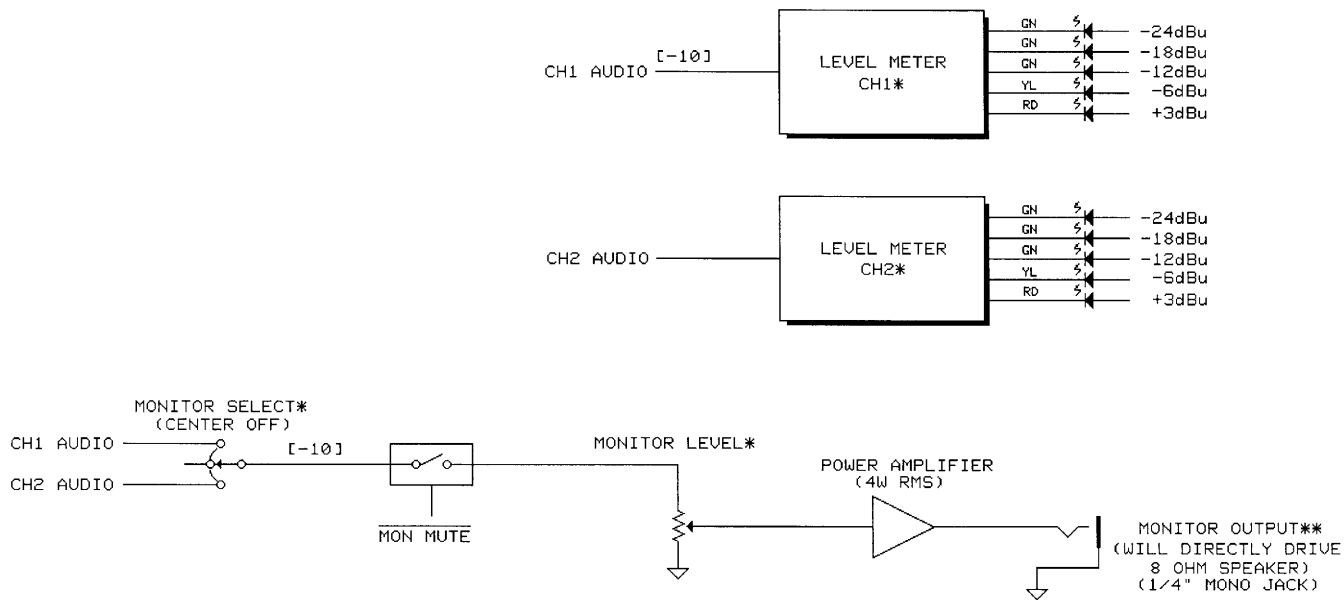 CH1 AUDIO
[-10]
LEVEL METER
CH1*
GN
-24dBu
GN
-18dBu
GN
-12dBu
YL
-6dBu
RD
+3dBu
CH2 AUDIO
LEVEL METER
CH2*
GN
-24dBu
GN
-18dBu
GN
-12dBu
YL
-6dBu
RD
+3dBu
MONITOR SELECT*
(CENTER OFF)
CH1 AUDIO
CH2 AUDIO
[-10]
MON MUTE
MONITOR LEVEL*
POWER AMPLIFIER
(4W RMS)
MONITOR OUTPUT**
(WILL DIRECTLY DRIVE
8 OHM SPEAKER)
(1/4" MONO JACK)